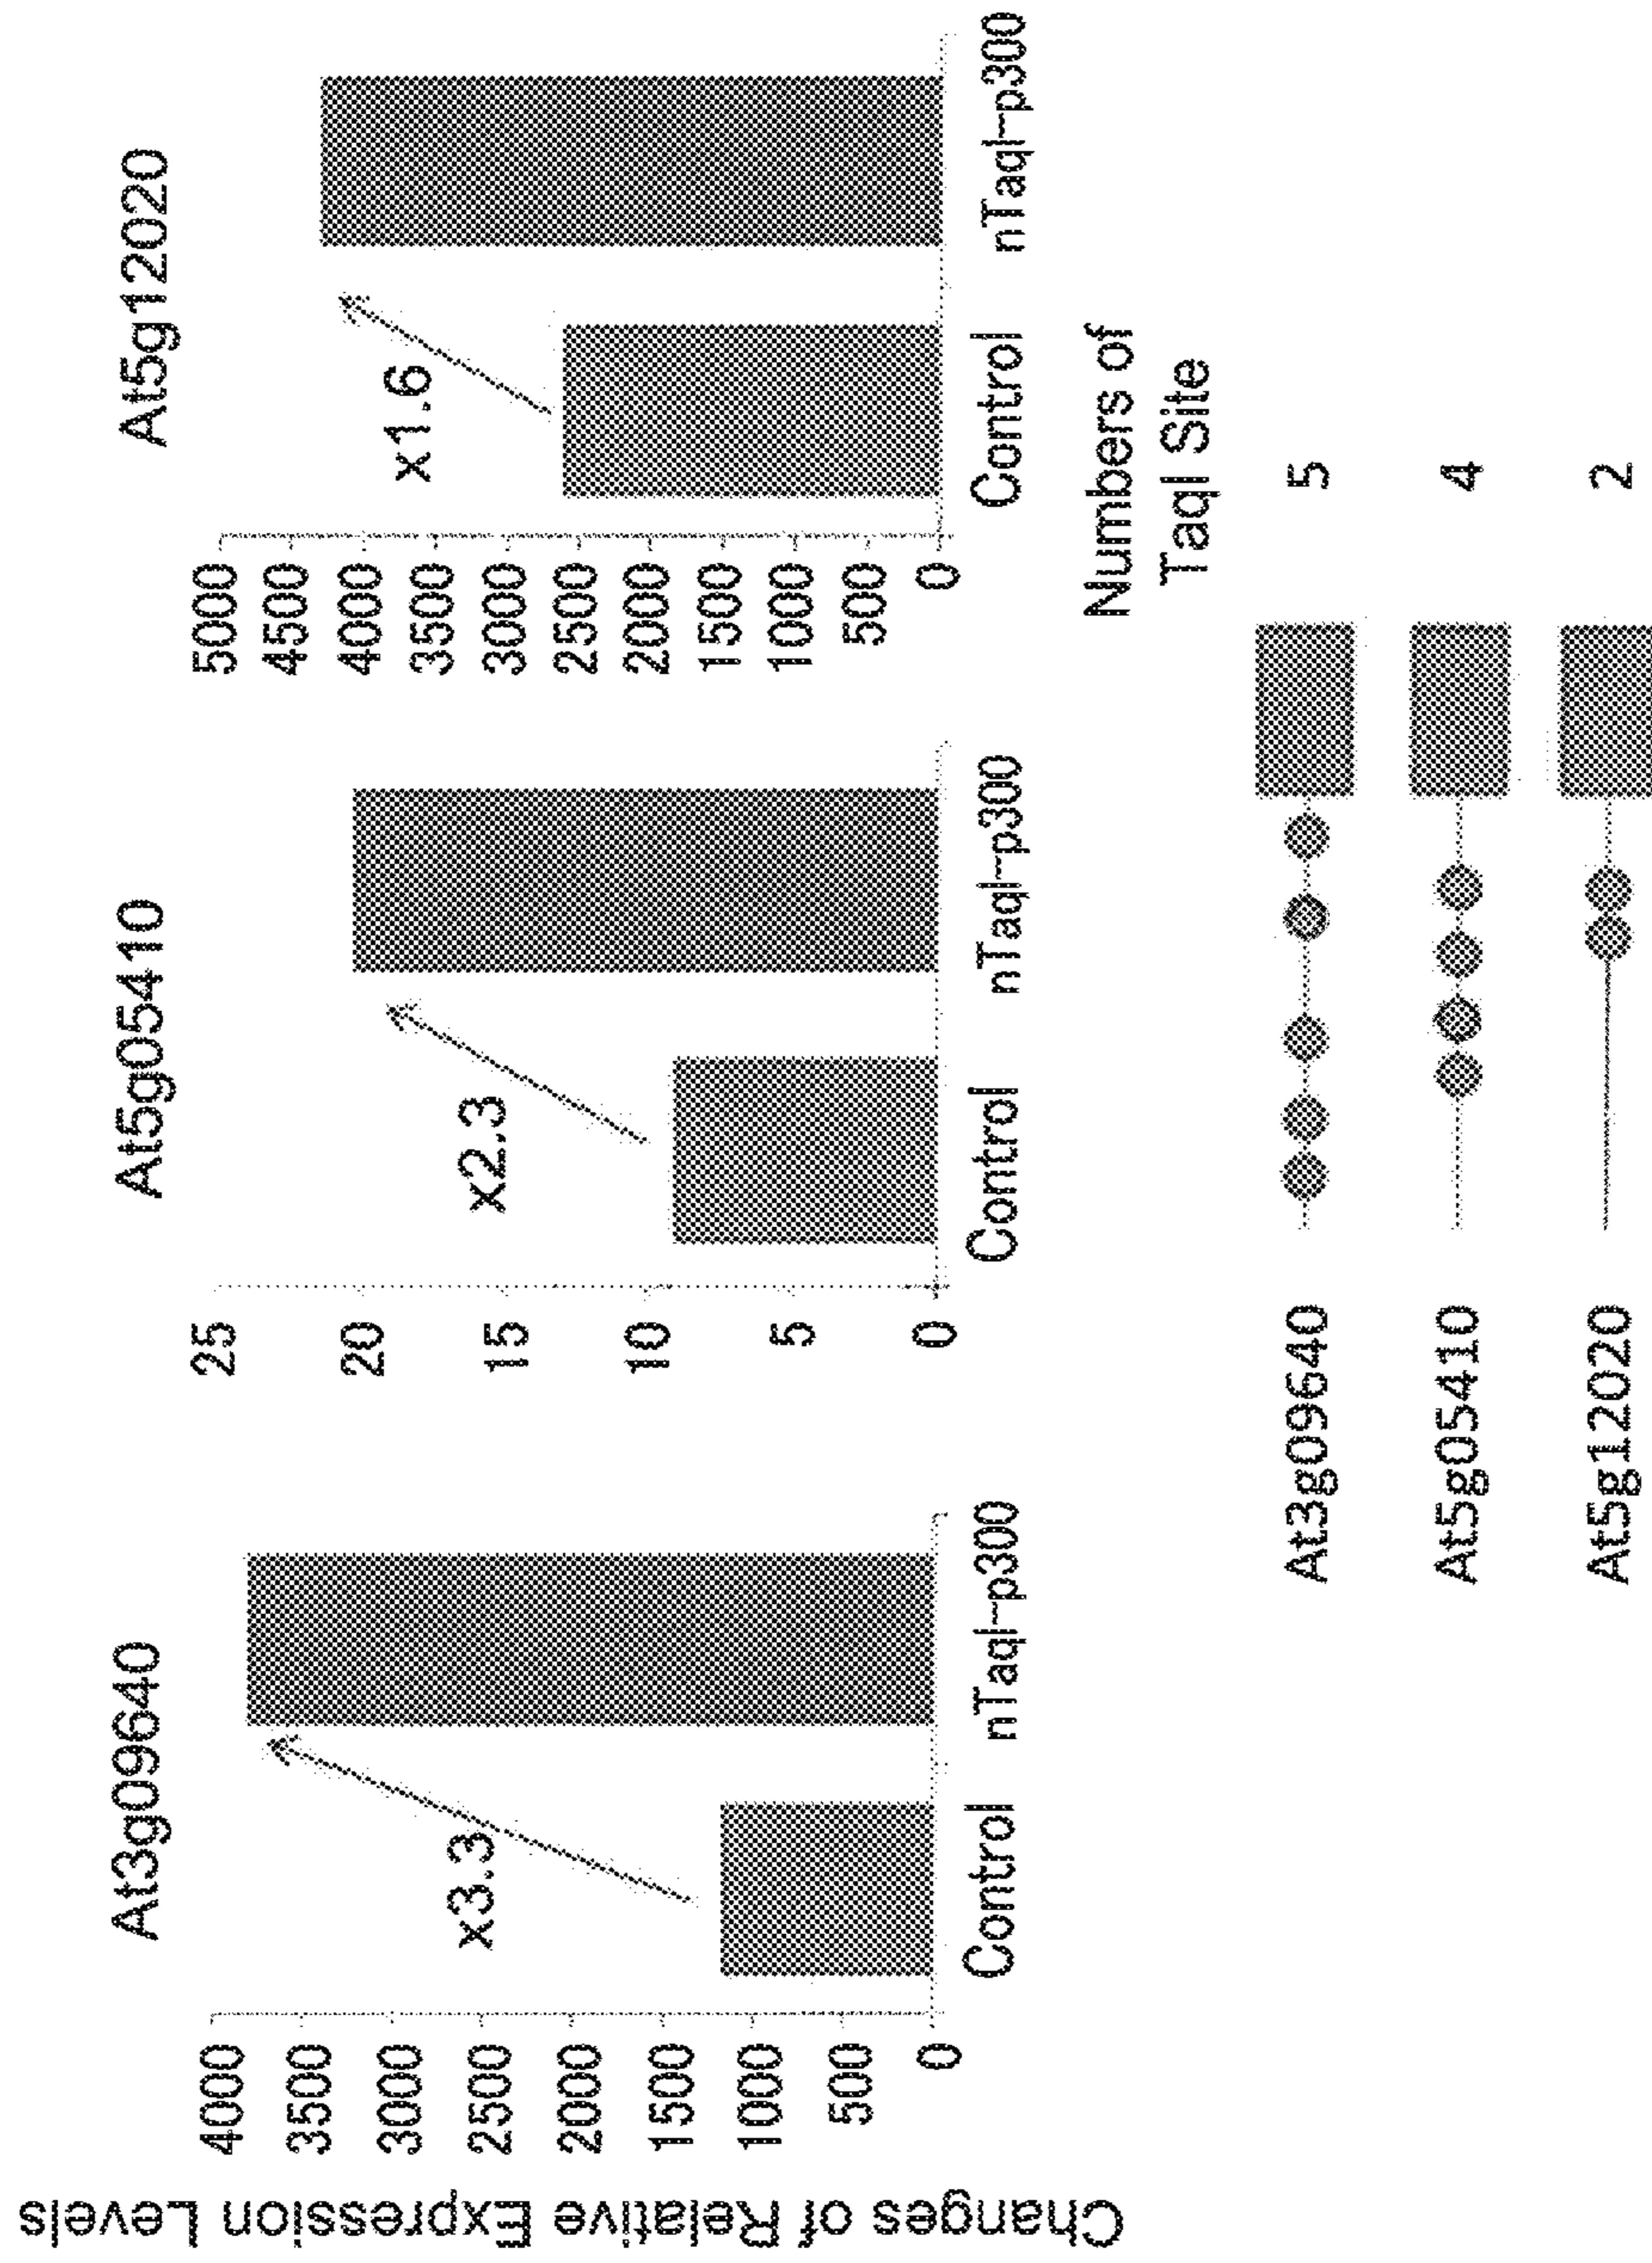 Changes of Relative Expression Levels
At3g09640
4000
3500
3000
2500
2000
1500
1000
500
0
x3.3
Control
nTaqI-p300
At5g05410
25
20
15
10
5
0
x2.3
Control
nTaqI-p300
At5g12020
5000
4500
4000
3500
3000
2500
2000
1500
1000
500
0
x1.6
Control
nTaqI-p300
Numbers of
TaqI Site
At3g09640 5
At5g05410 4
At5g12020 2